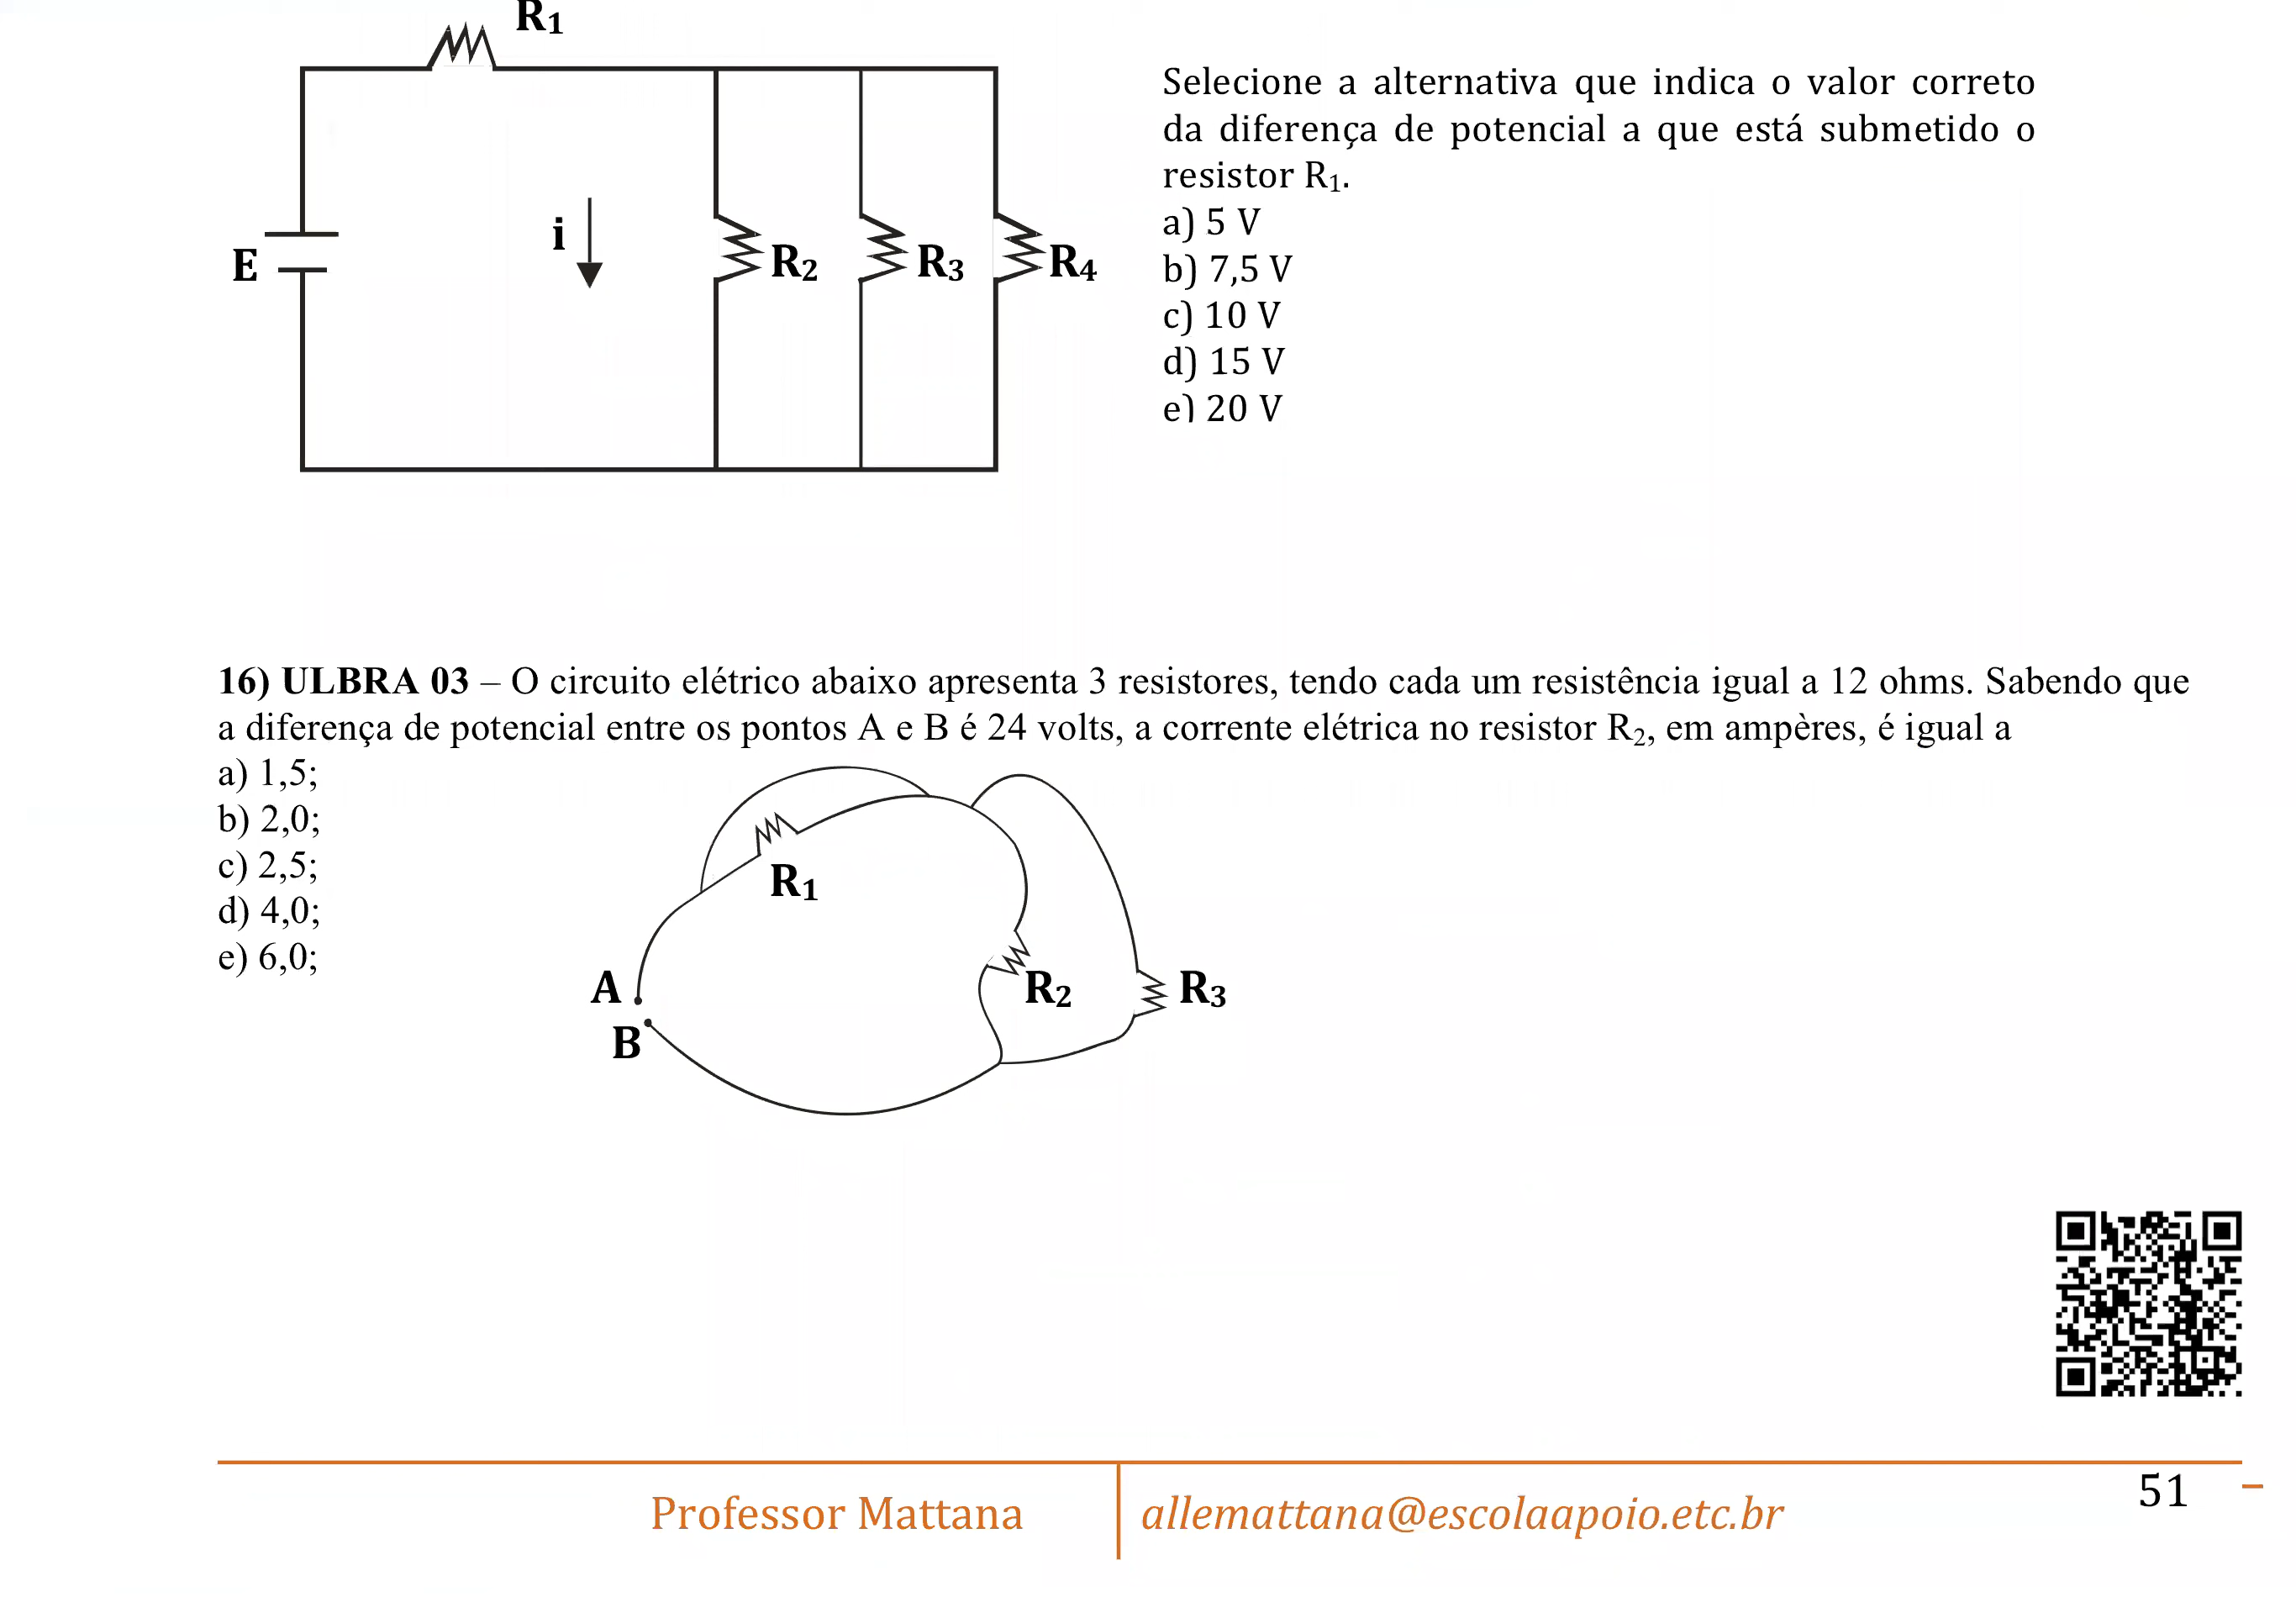 R1
E
i
R2
R3
R4
Selecione a alternativa que indica o valor correto
da diferença de potencial a que está submetido o
resistor R1.
a) 5 V
b) 7,5 V
c) 10 V
d) 15 V
e) 20 V
16) ULBRA 03 – O circuito elétrico abaixo apresenta 3 resistores, tendo cada um resistência igual a 12 ohms. Sabendo que
a diferença de potencial entre os pontos A e B é 24 volts, a corrente elétrica no resistor R2, em ampères, é igual a
a) 1,5;
b) 2,0;
c) 2,5;
d) 4,0;
e) 6,0;
R1
A
B
R2
R3
Professor Mattana
allemattana@escolaapoio.etc.br
51